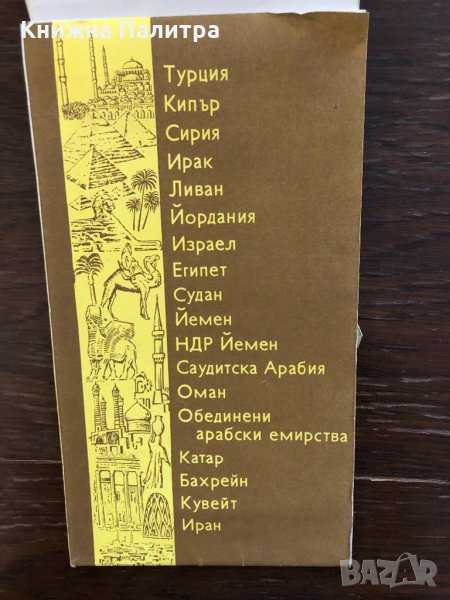 Книжна Палитра
Турция
Кипър
Сирия
Ирак
Ливан
Йордания
Израел
Египет
Судан
Йемен
НДР Йемен
Саудитска Арабия
Оман
Обединени
арабски емирства
Катар
Бахрейн
Кувейт
Иран
BAZAR